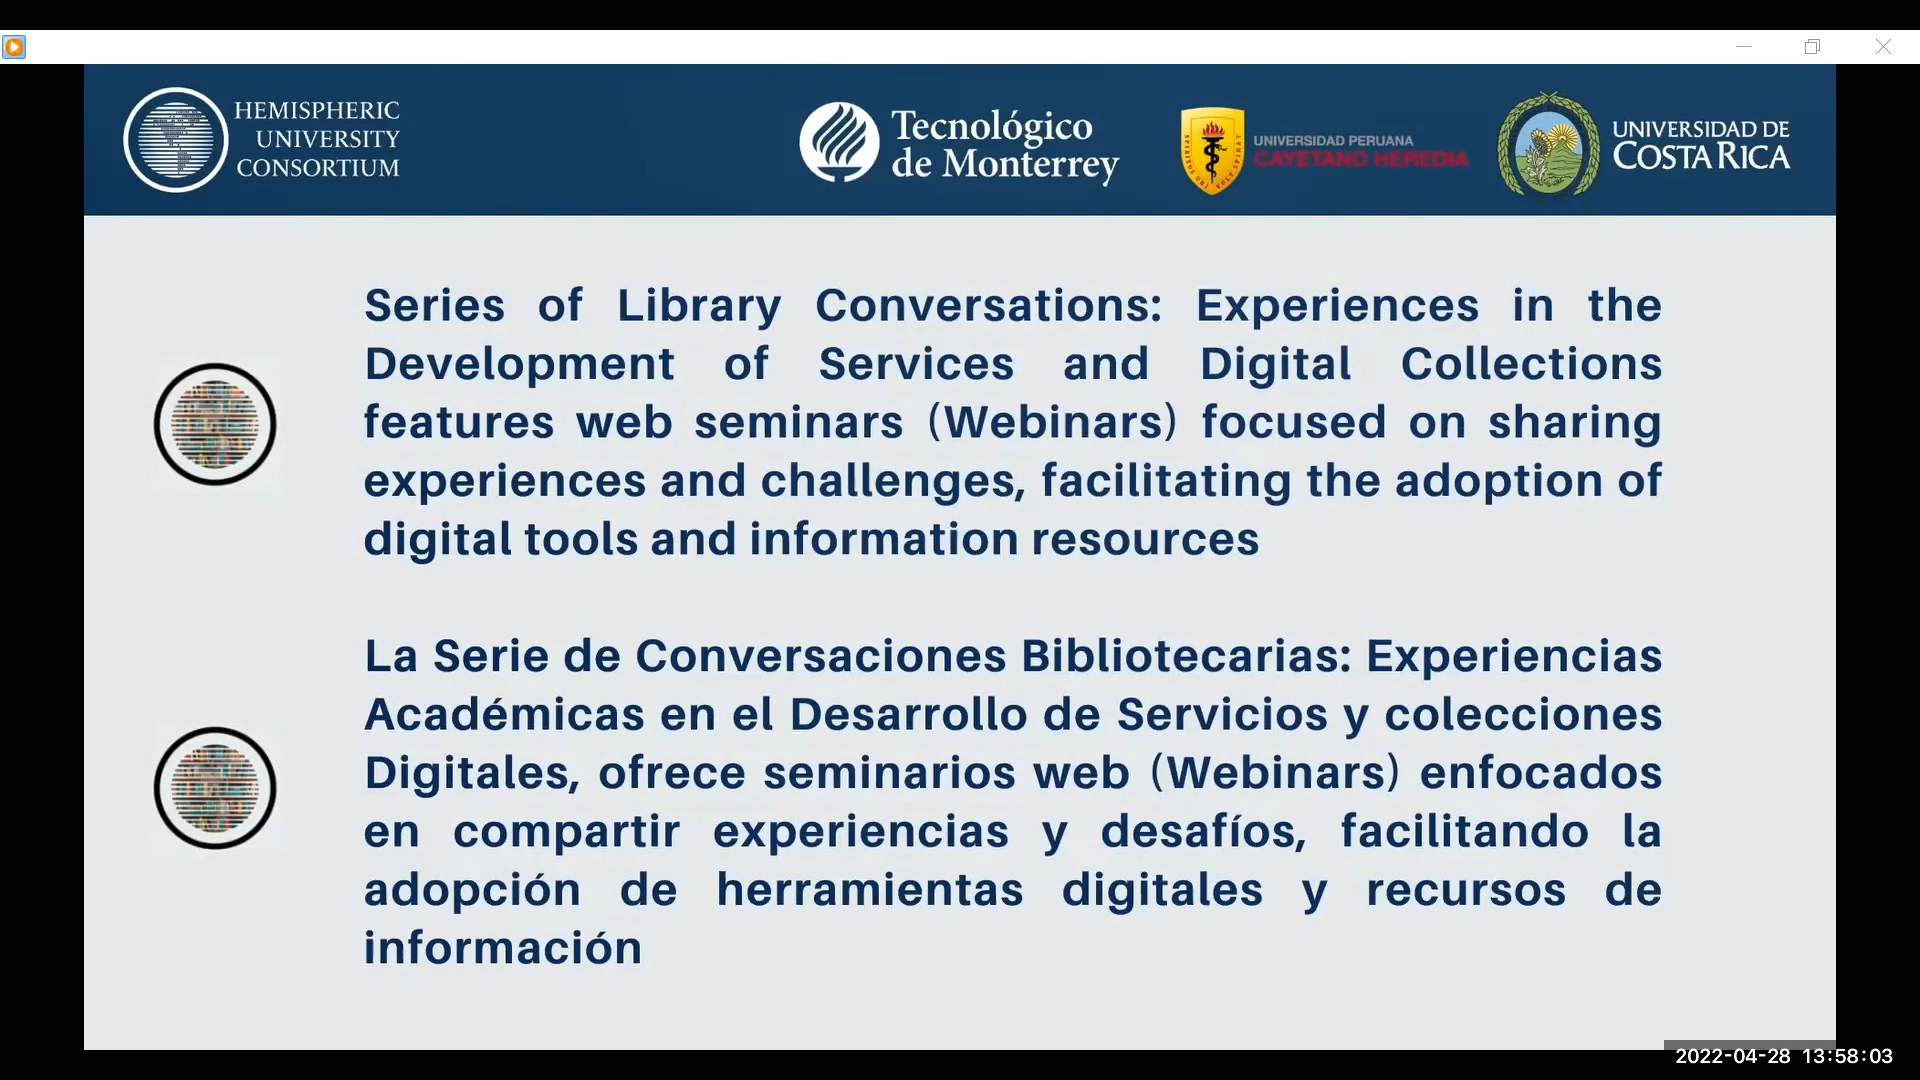 HEMISPHERIC
UNIVERSITY
CONSORTIUM
Tecnológico
de Monterrey
SPIRITUS UBI VULT SPIRAT
UNIVERSIDAD PERUANA
CAYETANO HEREDIA
UNIVERSIDAD DE
COSTA RICA
Series of Library Conversations: Experiences in the
Development of Services and Digital Collections
features web seminars (Webinars) focused on sharing
experiences and challenges, facilitating the adoption of
digital tools and information resources
La Serie de Conversaciones Bibliotecarias: Experiencias
Académicas en el Desarrollo de Servicios y colecciones
Digitales, ofrece seminarios web (Webinars) enfocados
en compartir experiencias y desafíos, facilitando la
adopción de herramientas digitales y recursos de
información
2022-04-28 13:58:03